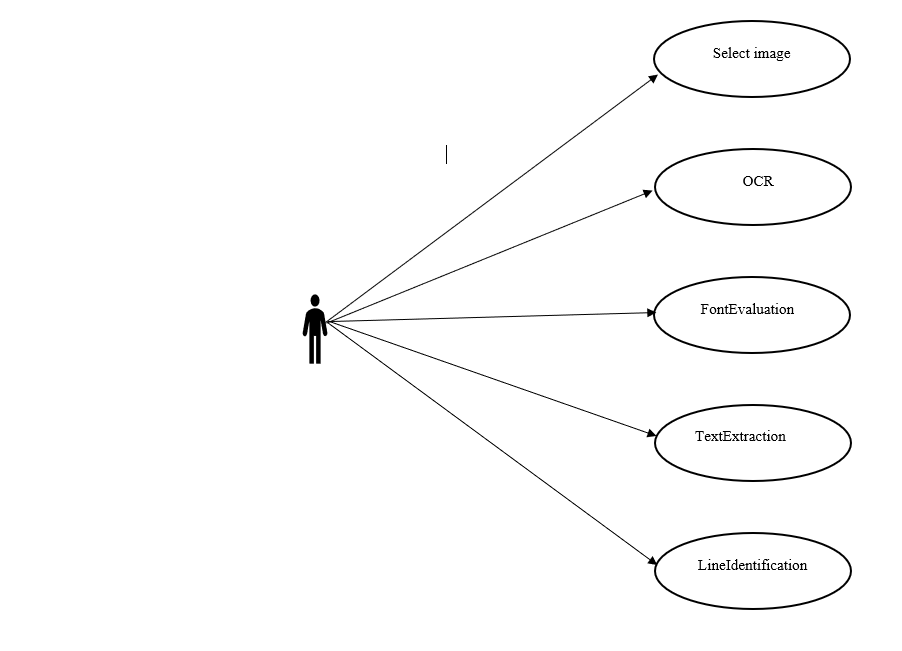 Select image
OCR
FontEvaluation
TextExtraction
LineIdentification